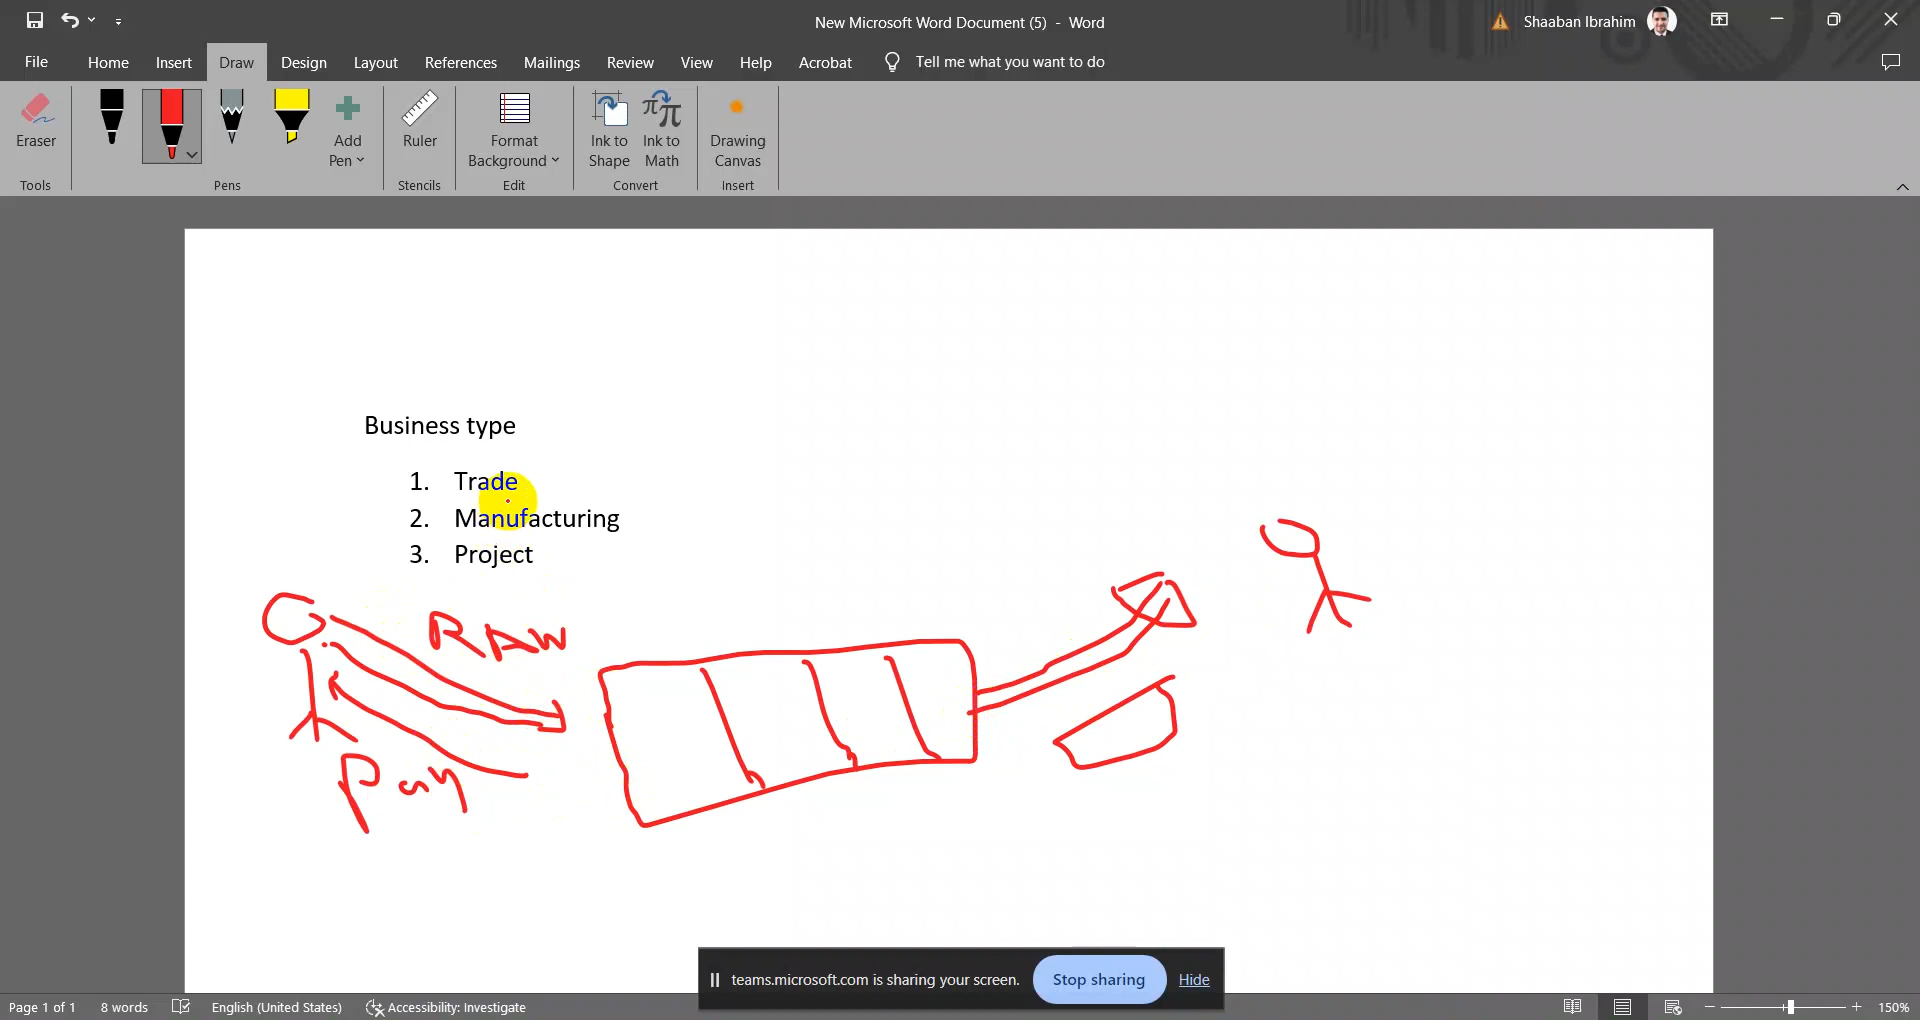 New Microsoft Word Document (5) - Word
Shaaban Ibrahim
File Home Insert Draw Design Layout References Mailings Review View Help Acrobat Tell me what you want to do
Eraser
Add
Pen
Ruler
Format
Background
Ink to
Shape
Ink to
Math
Drawing
Canvas
Tools Pens Stencils Edit Convert Insert
Business type
1. Trade
2. Manufacturing
3. Project
RAW
Pay
teams.microsoft.com is sharing your screen. Stop sharing Hide
Page 1 of 1 8 words English (United States) Accessibility: Investigate 150%